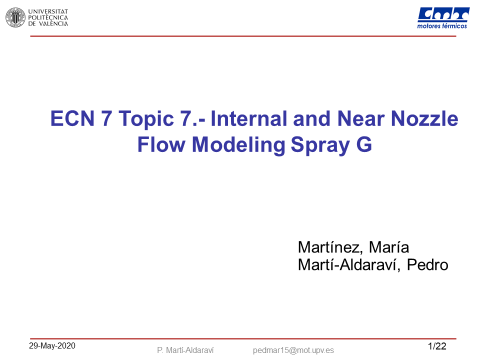 UNIVERSITAT
POLITÈCNICA
DE VALÈNCIA
CMT
motores térmicos
ECN 7 Topic 7.- Internal and Near Nozzle
Flow Modeling Spray G
Martínez, María
Martí-Aldaraví, Pedro
29-May-2020
P. Martí-Aldaraví
pedmar15@mot.upv.es
1/22